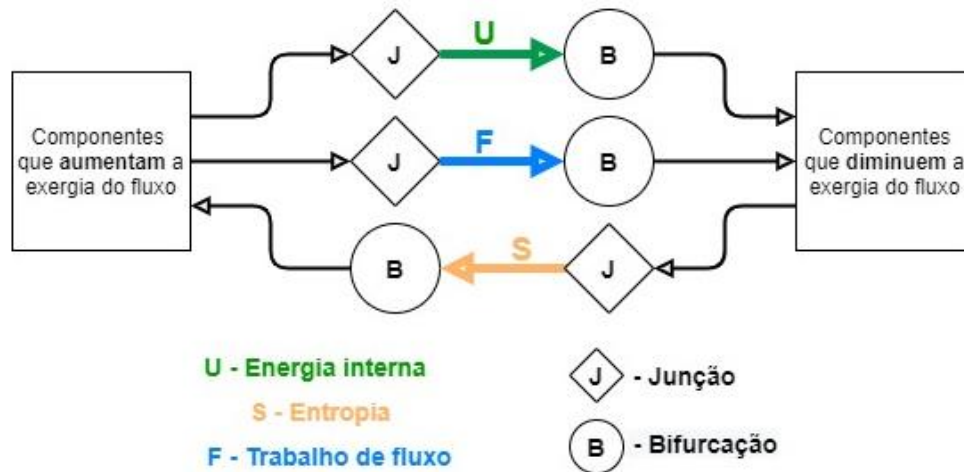 U
J
B
Componentes
que aumentam a
exergia do fluxo
F
J
B
Componentes
que diminuem a
exergia do fluxo
S
B
J
U - Energia interna
J - Junção
S - Entropia
B - Bifurcação
F - Trabalho de fluxo